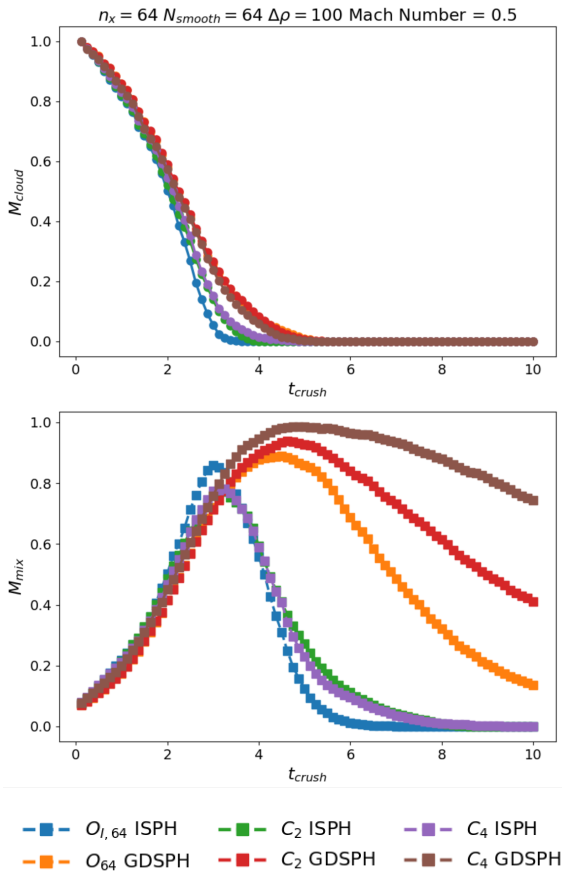 n_x = 64 N_smooth = 64 Δρ = 100 Mach Number = 0.5
1.0
0.8
0.6
0.4
0.2
0.0
M_cloud
0 2 4 6 8 10
t_crush
1.0
0.8
0.6
0.4
0.2
0.0
M_mix
0 2 4 6 8 10
t_crush
O_{I,64} ISPH C_2 ISPH C_4 ISPH
O_64 GDSPH C_2 GDSPH C_4 GDSPH